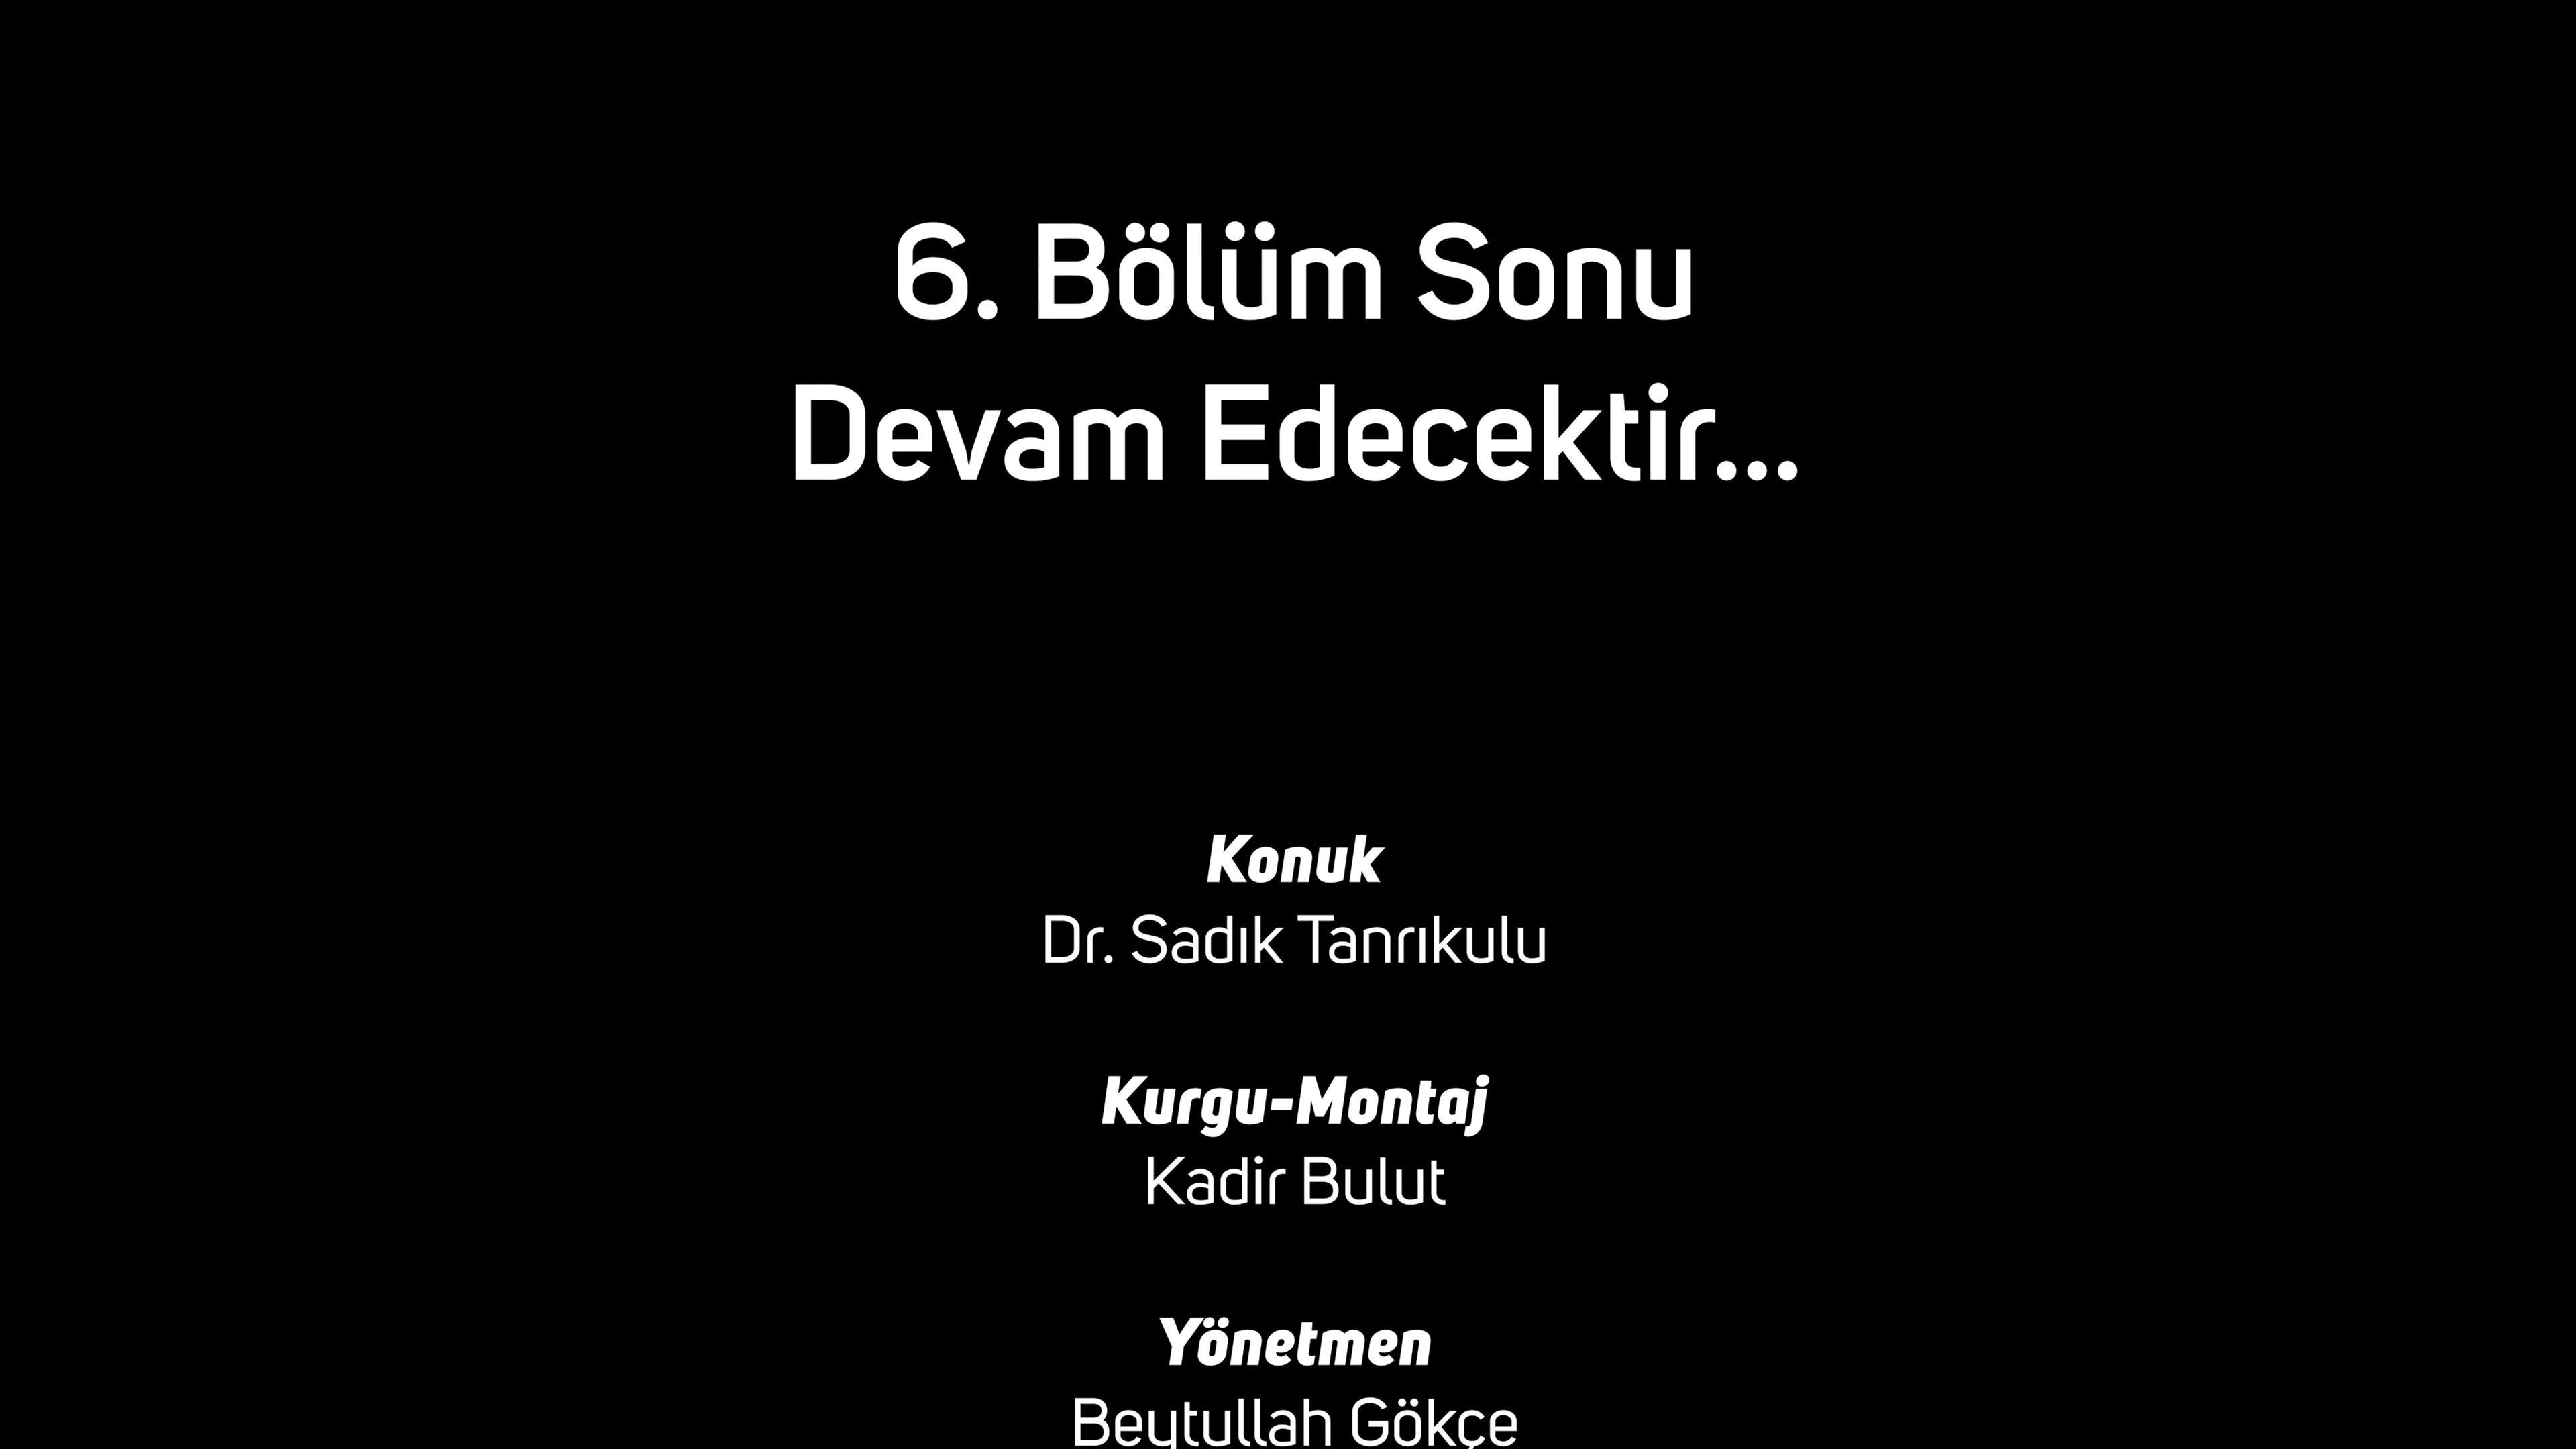 6. Bölüm Sonu
Devam Edecektir...
Konuk
Dr. Sadık Tanrıkulu
Kurgu-Montaj
Kadir Bulut
Yönetmen
Beytullah Gökçe